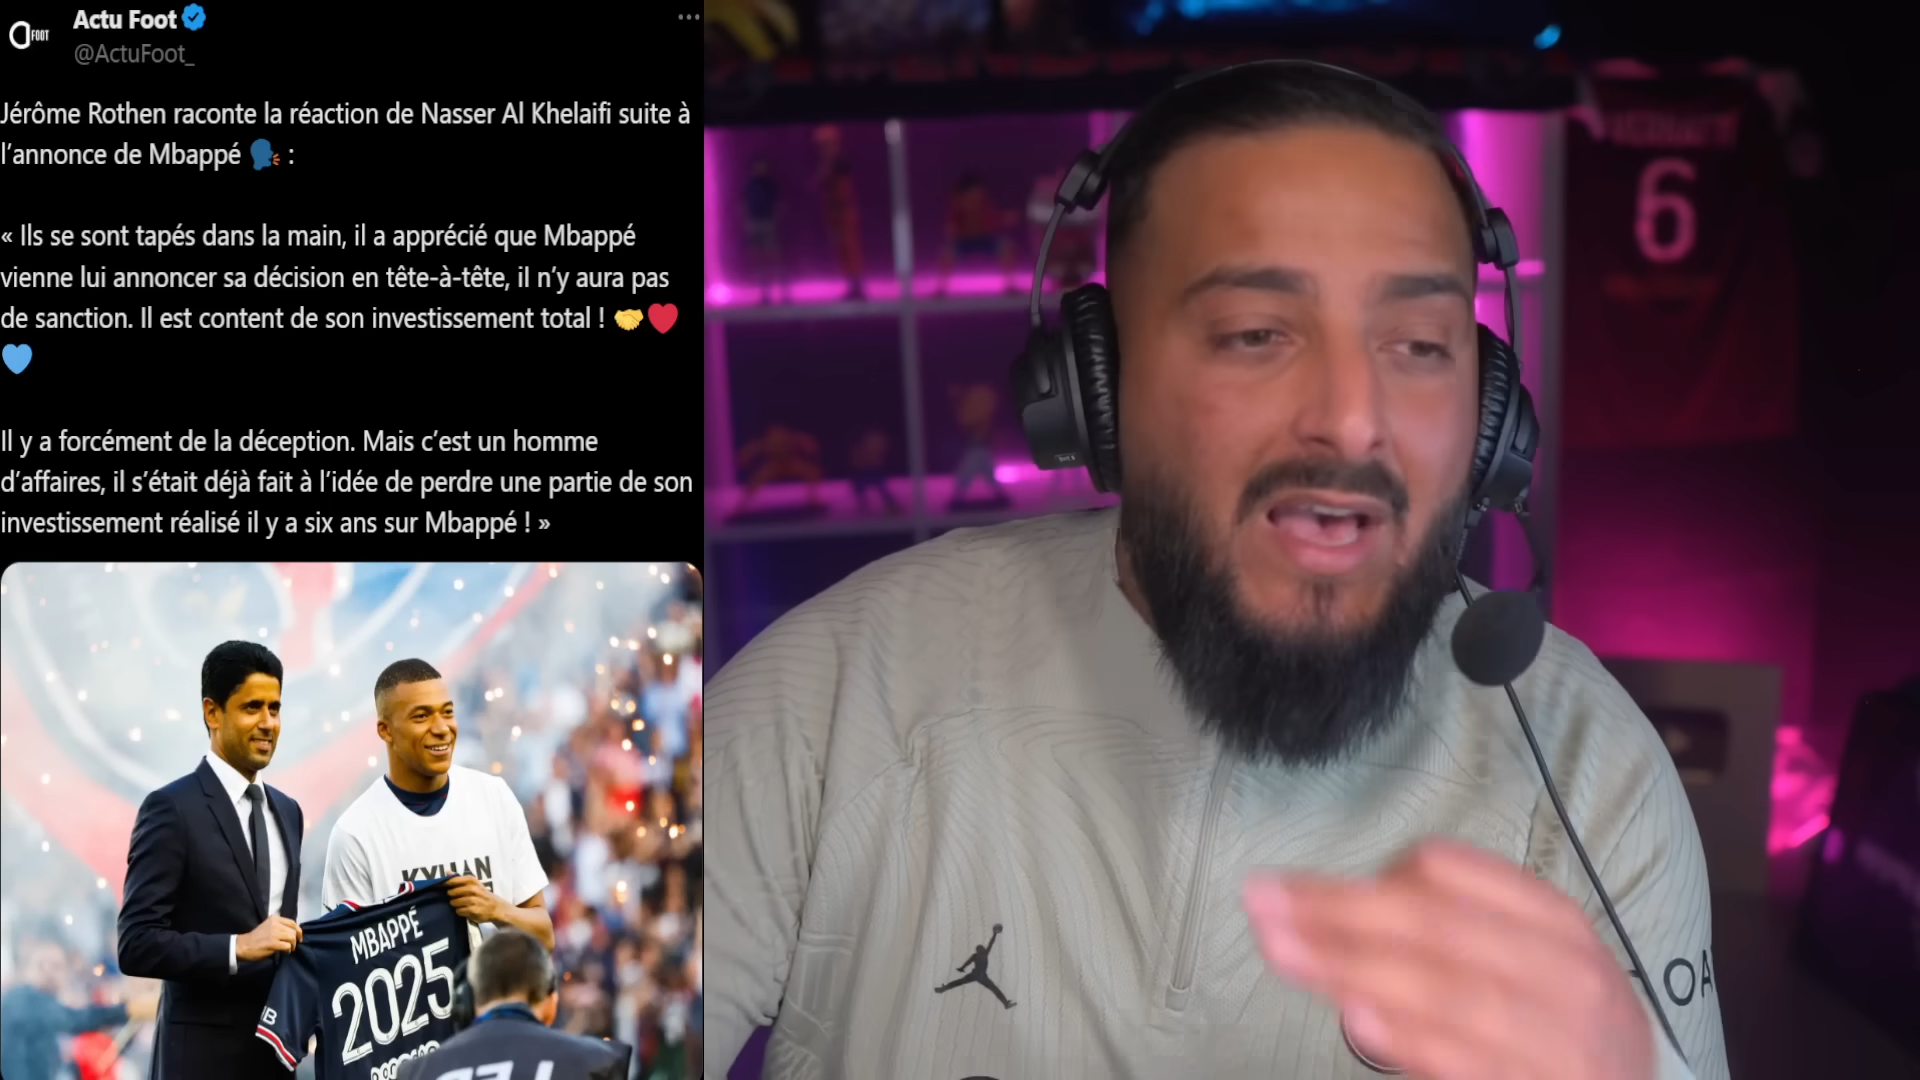 Actu Foot
FOOT
@ActuFoot_
Jérôme Rothen raconte la réaction de Nasser Al Khelaifi suite à
l’annonce de Mbappé :
« Ils se sont tapés dans la main, il a apprécié que Mbappé
vienne lui annoncer sa décision en tête-à-tête, il n’y aura pas
de sanction. Il est content de son investissement total !
Il y a forcément de la déception. Mais c’est un homme
d’affaires, il s’était déjà fait à l’idée de perdre une partie de son
investissement réalisé il y a six ans sur Mbappé ! »
MBAPPÉ
2025
6